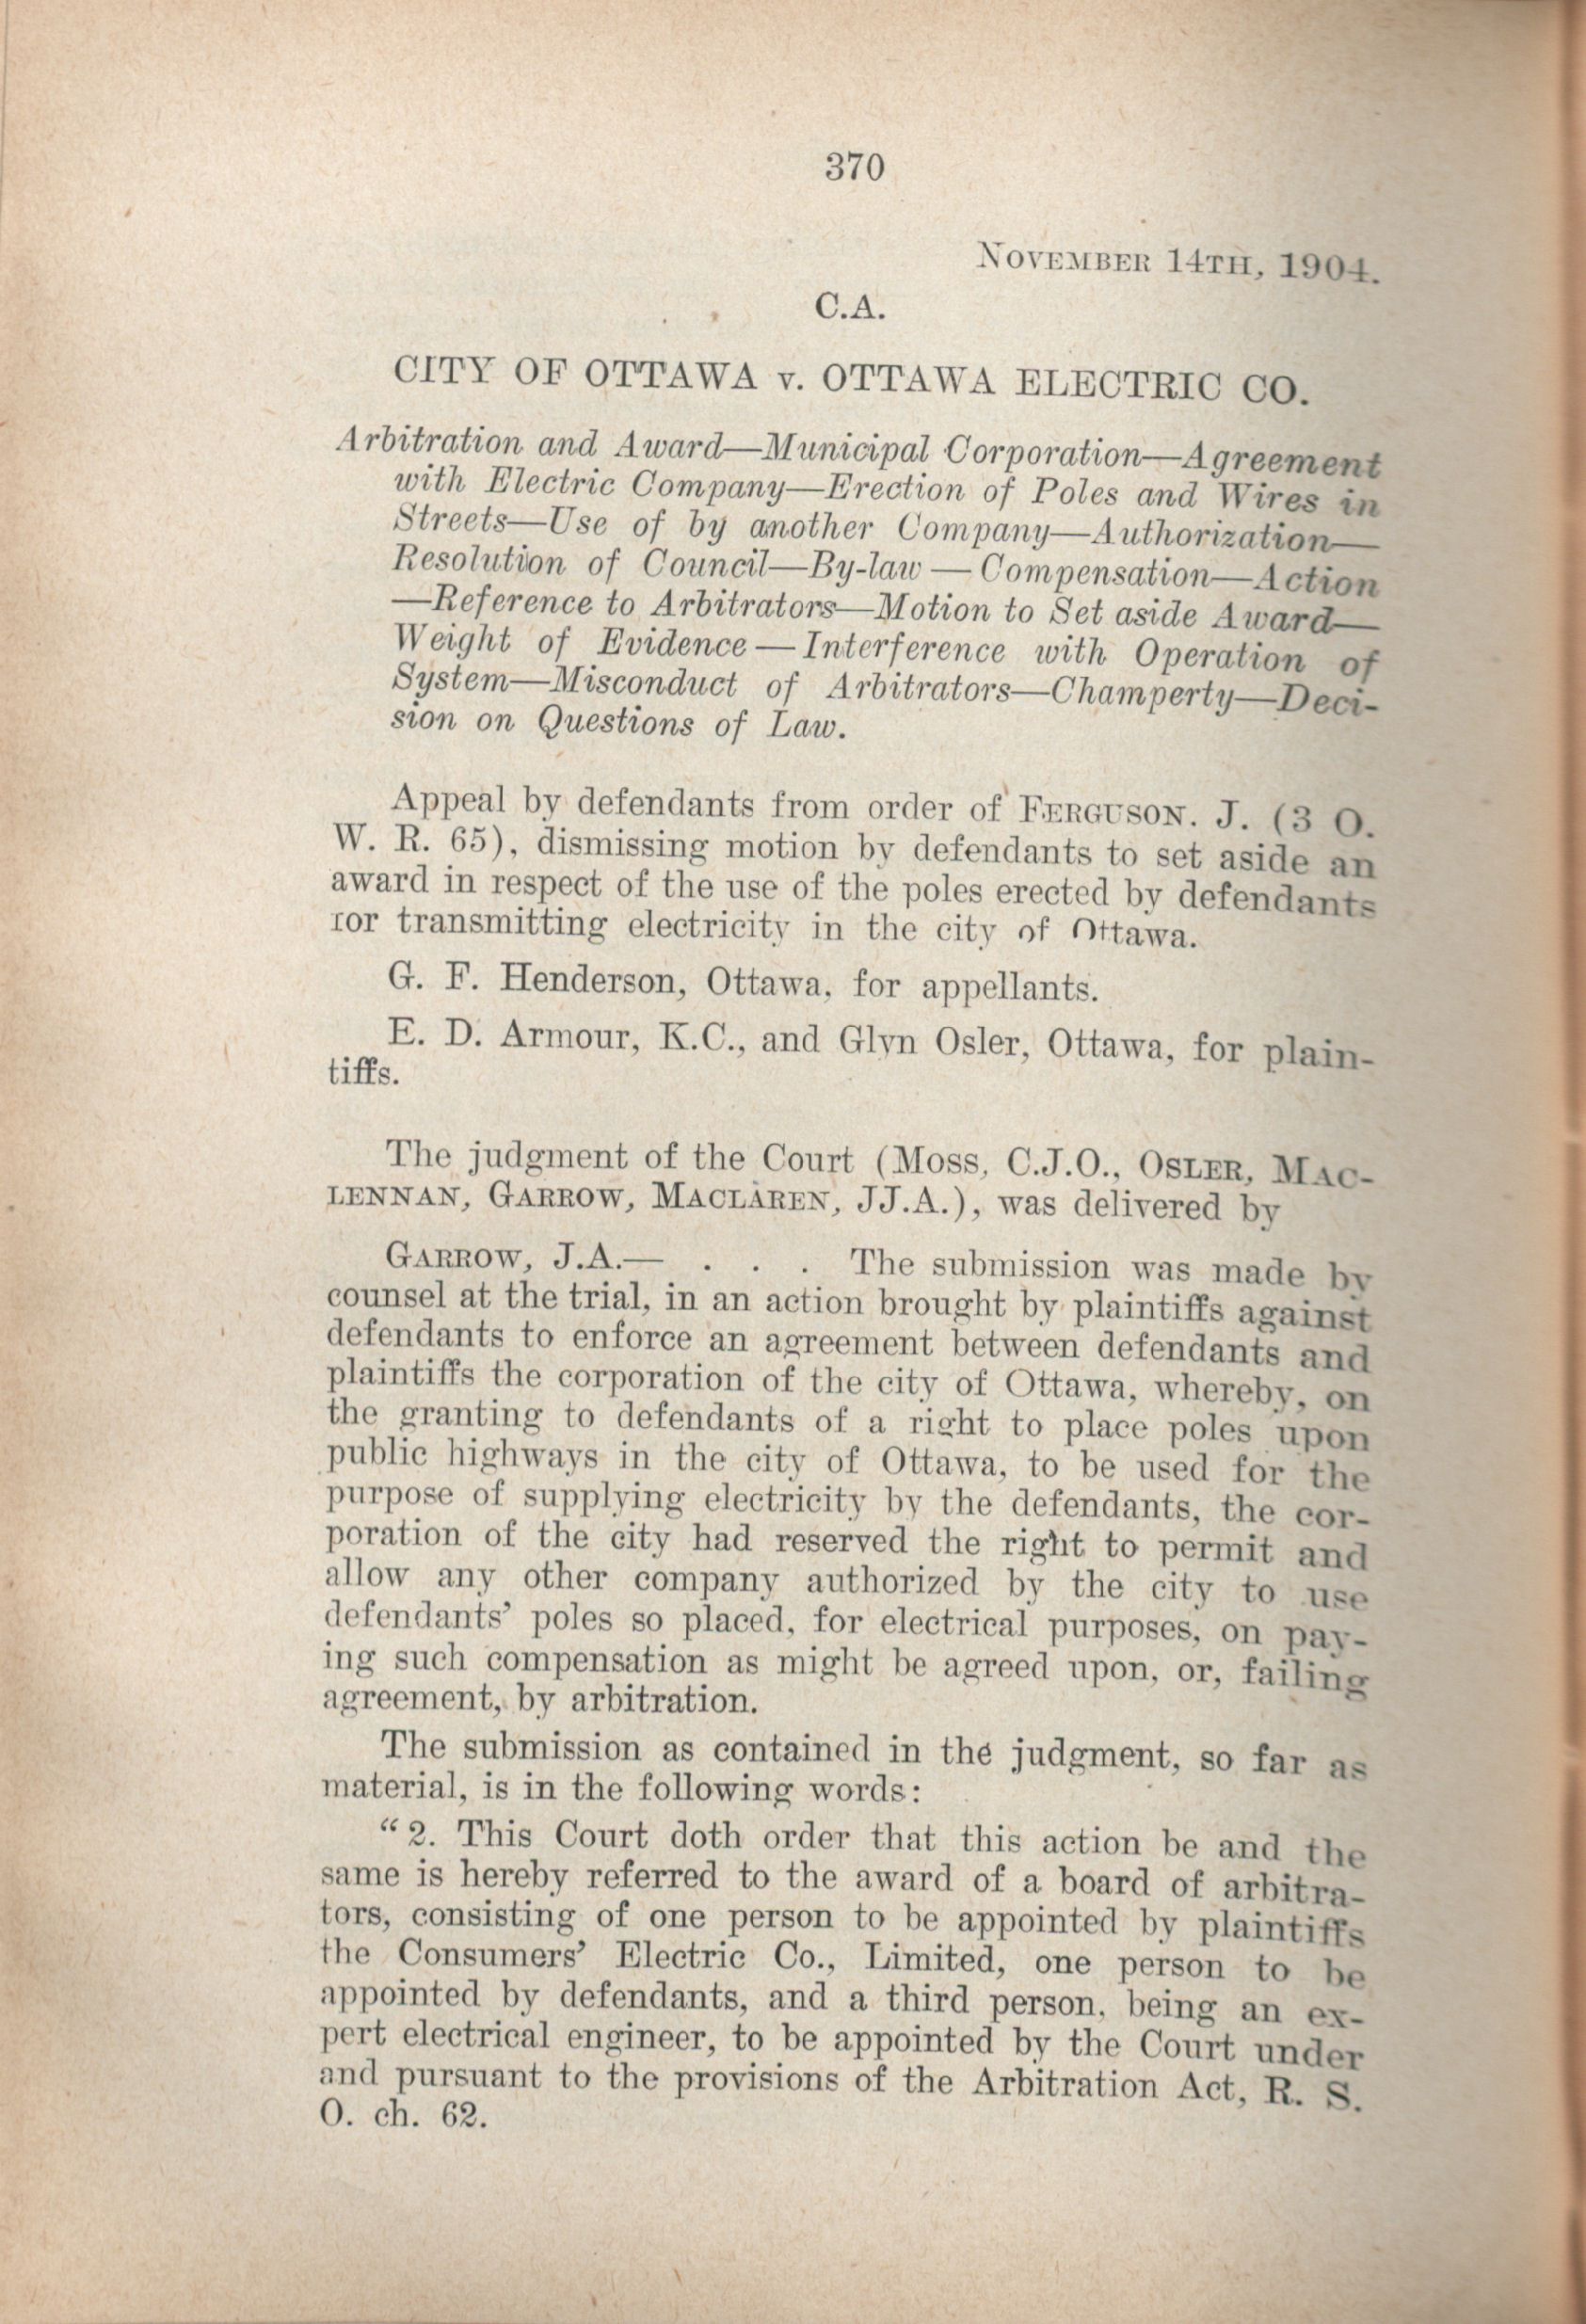 370
NOVEMBER 14TH, 1904.
C.A.
CITY OF OTTAWA v. OTTAWA ELECTRIC CO.
Arbitration and Award—Municipal Corporation—Agreement
with Electric Company—Erection of Poles and Wires in
Streets—Use of by another Company—Authorization—
Resolution of Council—By-law — Compensation—Action
—Reference to Arbitrators—Motion to Set aside Award—
Weight of Evidence — Interference with Operation of
System—Misconduct of Arbitrators—Champerty—Deci-
sion on Questions of Law.
Appeal by defendants from order of FERGUSON. J. (3 O.
W. R. 65), dismissing motion by defendants to set aside an
award in respect of the use of the poles erected by defendants
for transmitting electricity in the city of Ottawa.
G. F. Henderson, Ottawa, for appellants.
E. D. Armour, K.C., and Glyn Osler, Ottawa, for plain-
tiffs.
The judgment of the Court (MOSS, C.J.O., OSLER, MAC-
LENNAN, GARROW, MACLAREN, JJ.A.), was delivered by
GARROW, J.A.— . . . The submission was made by
counsel at the trial, in an action brought by plaintiffs against
defendants to enforce an agreement between defendants and
plaintiffs the corporation of the city of Ottawa, whereby, on
the granting to defendants of a right to place poles upon
public highways in the city of Ottawa, to be used for the
purpose of supplying electricity by the defendants, the cor-
poration of the city had reserved the right to permit and
allow any other company authorized by the city to use
defendants' poles so placed, for electrical purposes, on pay-
ing such compensation as might be agreed upon, or, failing
agreement, by arbitration.
The submission as contained in the judgment, so far as
material, is in the following words:
"2. This Court doth order that this action be and the
same is hereby referred to the award of a board of arbitra-
tors, consisting of one person to be appointed by plaintiffs
the Consumers' Electric Co., Limited, one person to be
appointed by defendants, and a third person, being an ex-
pert electrical engineer, to be appointed by the Court under
and pursuant to the provisions of the Arbitration Act, R. S.
O. ch. 62.